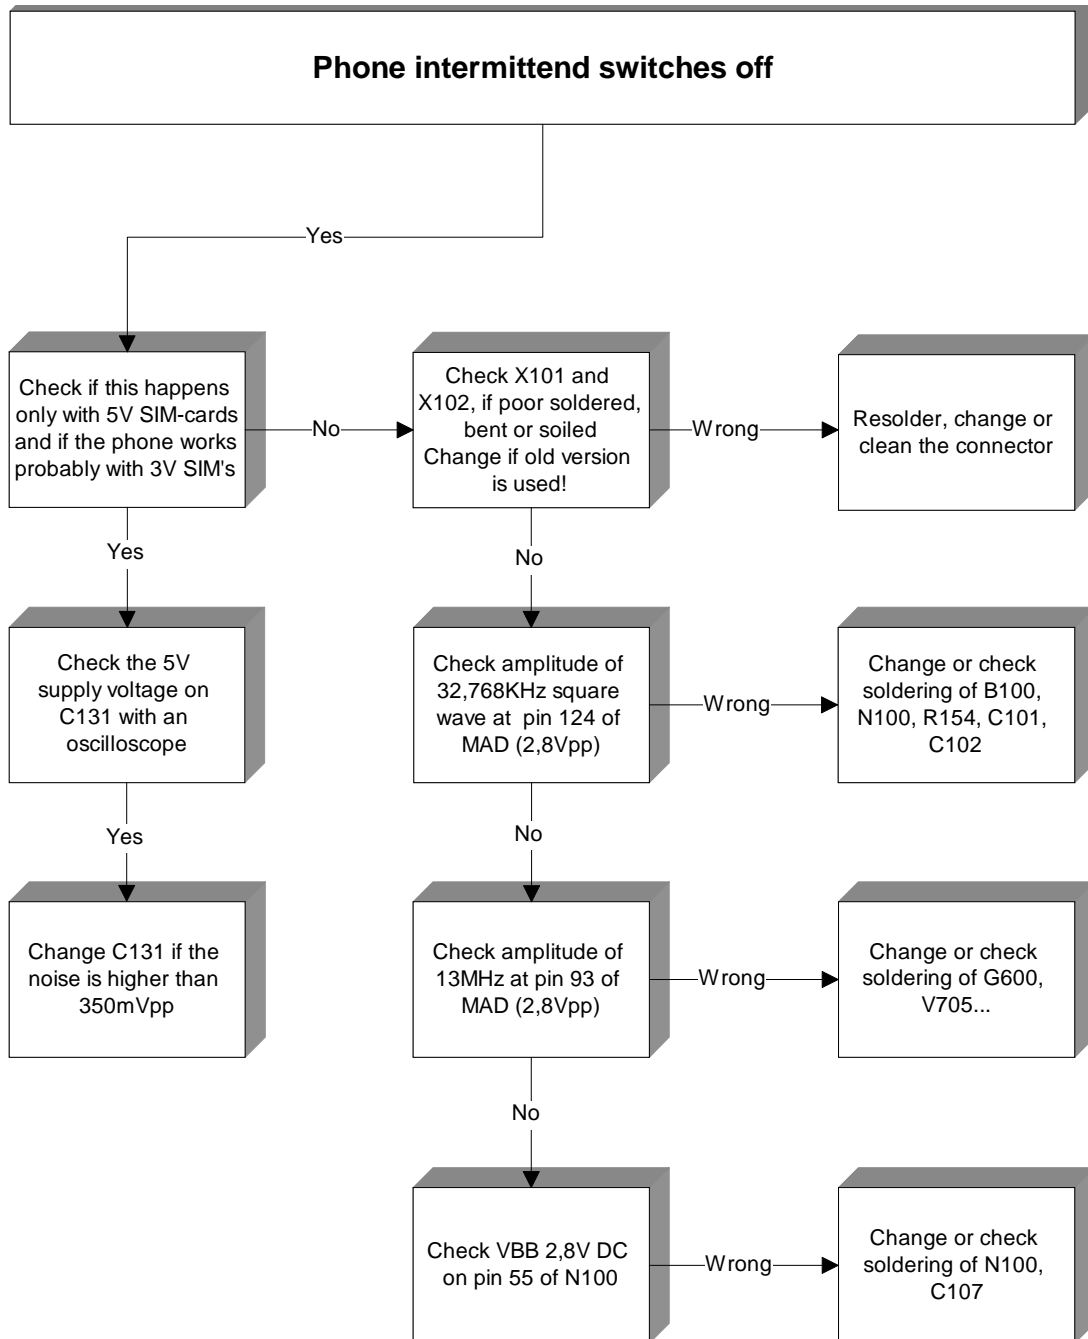 Phone intermittend switches off
Yes
Check if this happens
only with 5V SIM-cards
and if the phone works
probably with 3V SIM's
No
Check X101 and
X102, if poor soldered,
bent or soiled
Change if old version
is used!
Wrong
Resolder, change or
clean the connector
Yes
No
Check the 5V
supply voltage on
C131 with an
oscilloscope
Check amplitude of
32,768KHz square
wave at pin 124 of
MAD (2,8Vpp)
Wrong
Change or check
soldering of B100,
N100, R154, C101,
C102
Yes
No
Change C131 if the
noise is higher than
350mVpp
Check amplitude of
13MHz at pin 93 of
MAD (2,8Vpp)
Wrong
Change or check
soldering of G600,
V705...
No
Check VBB 2,8V DC
on pin 55 of N100
Wrong
Change or check
soldering of N100,
C107